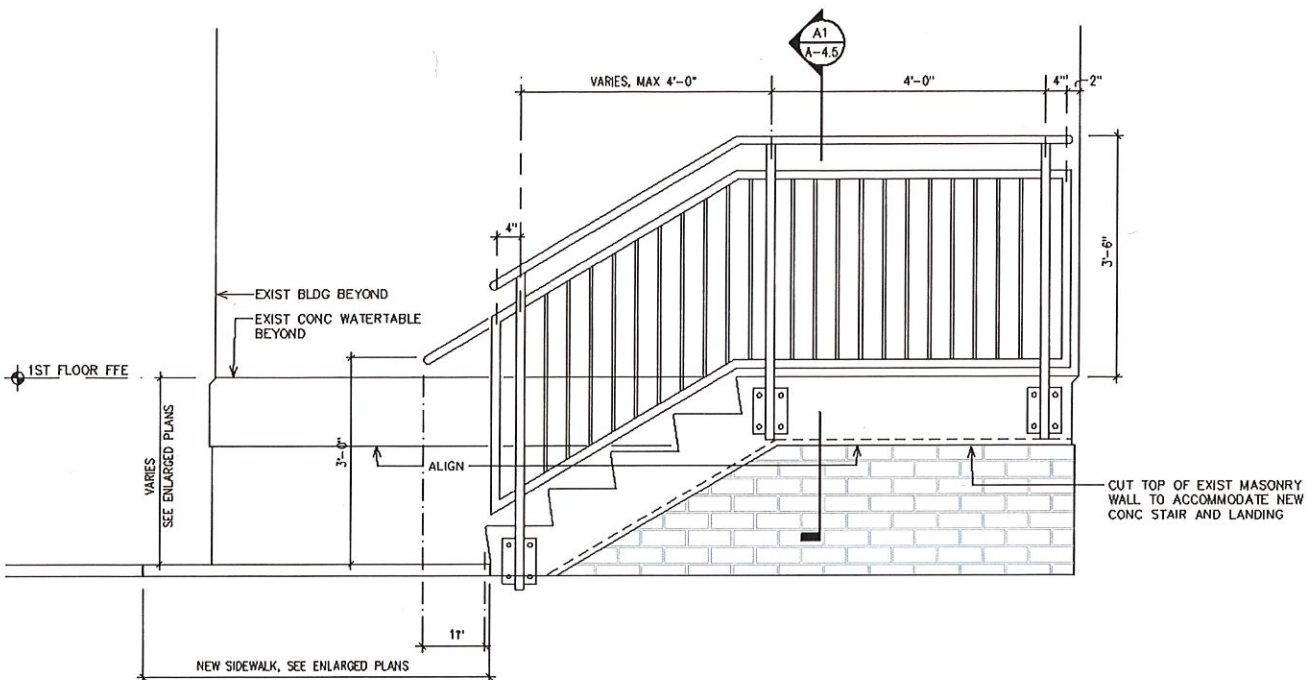 A1
A-4.5
VARIES, MAX 4'-0"
4'-0"
4"
2"
4"
3'-6"
EXIST BLDG BEYOND
EXIST CONC WATERTABLE
BEYOND
1ST FLOOR FFE
VARIES
SEE ENLARGED PLANS
3'-0"
ALIGN
CUT TOP OF EXIST MASONRY
WALL TO ACCOMMODATE NEW
CONC STAIR AND LANDING
11"
NEW SIDEWALK, SEE ENLARGED PLANS